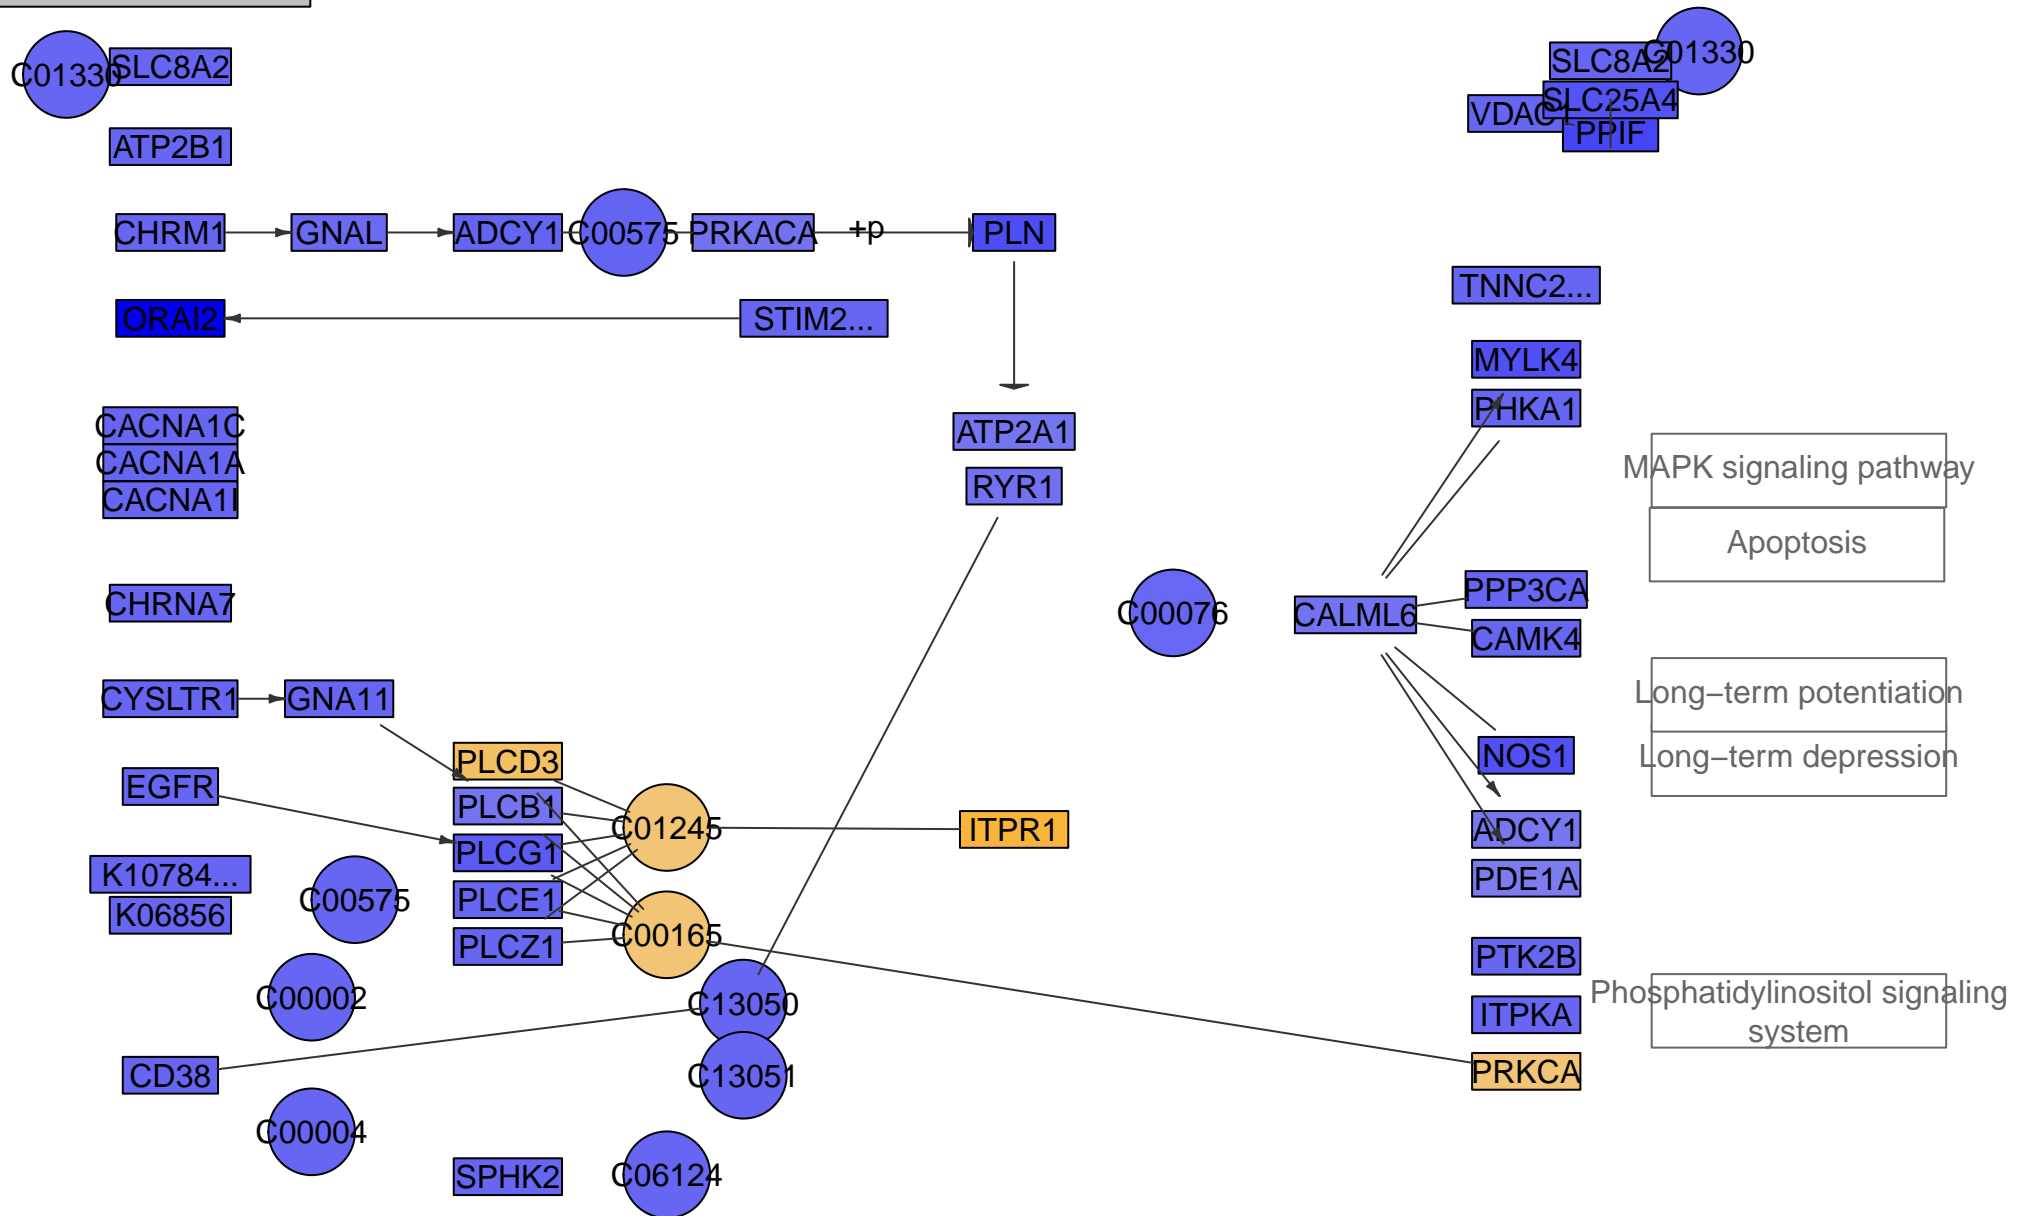 C01330
SLC8A2
SLC8A2
C01330
SLC25A4
VDAC1
PPIF
ATP2B1
CHRM1
GNAL
ADCY1
C00575
PRKACA
+p
PLN
TNNC2...
ORAI2
STIM2...
MYLK4
PHKA1
CACNA1C
CACNA1A
CACNA1I
ATP2A1
RYR1
MAPK signaling pathway
Apoptosis
CHRNA7
C00076
CALML6
PPP3CA
CAMK4
CYSLTR1
GNA11
Long−term potentiation
Long−term depression
NOS1
PLCD3
EGFR
PLCB1
C01245
ITPR1
ADCY1
PLCG1
K10784...
PDE1A
PLCE1
C00575
K06856
C00165
PLCZ1
PTK2B
C00002
C13050
Phosphatidylinositol signaling
system
ITPKA
CD38
C13051
PRKCA
C00004
SPHK2
C06124